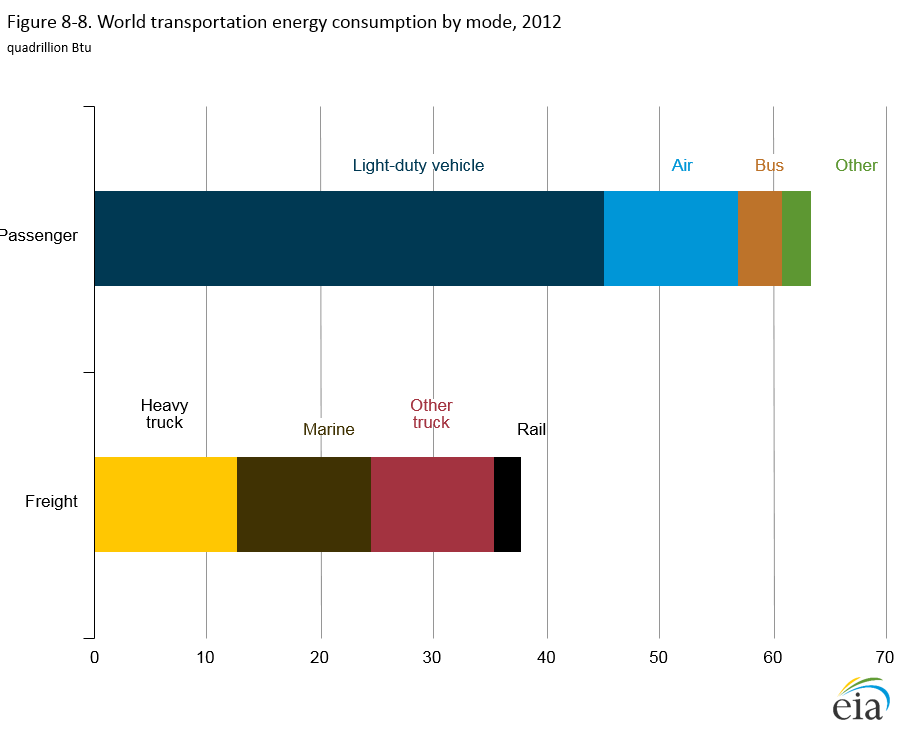 Figure 8-8. World transportation energy consumption by mode, 2012
quadrillion Btu
Light-duty vehicle Air Bus Other
Passenger
Heavy
truck
Marine
Other
truck
Rail
Freight
0 10 20 30 40 50 60 70
eia